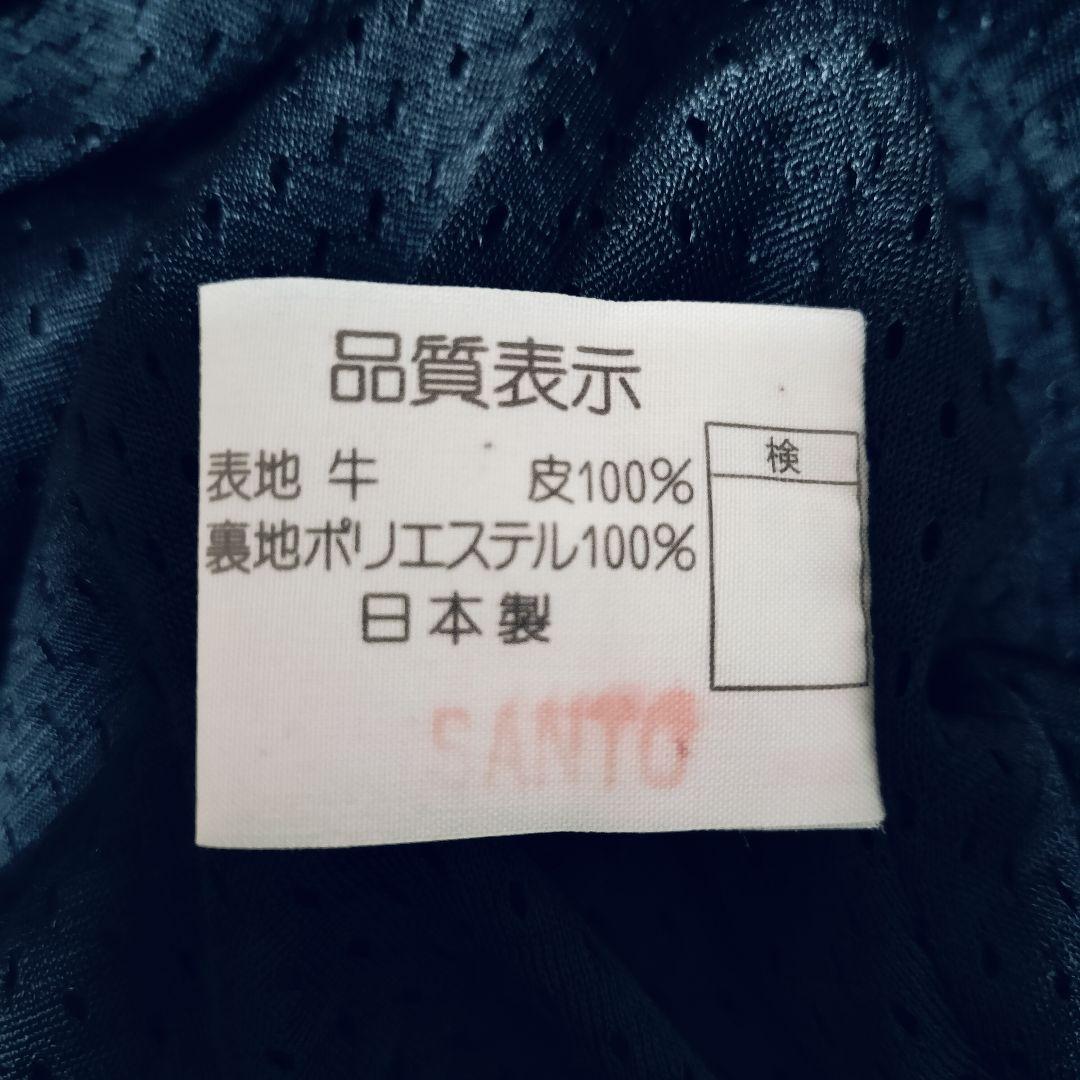 品質表示
検
表地 牛 皮100%
裏地ポリエステル100%
日本製
SANTO